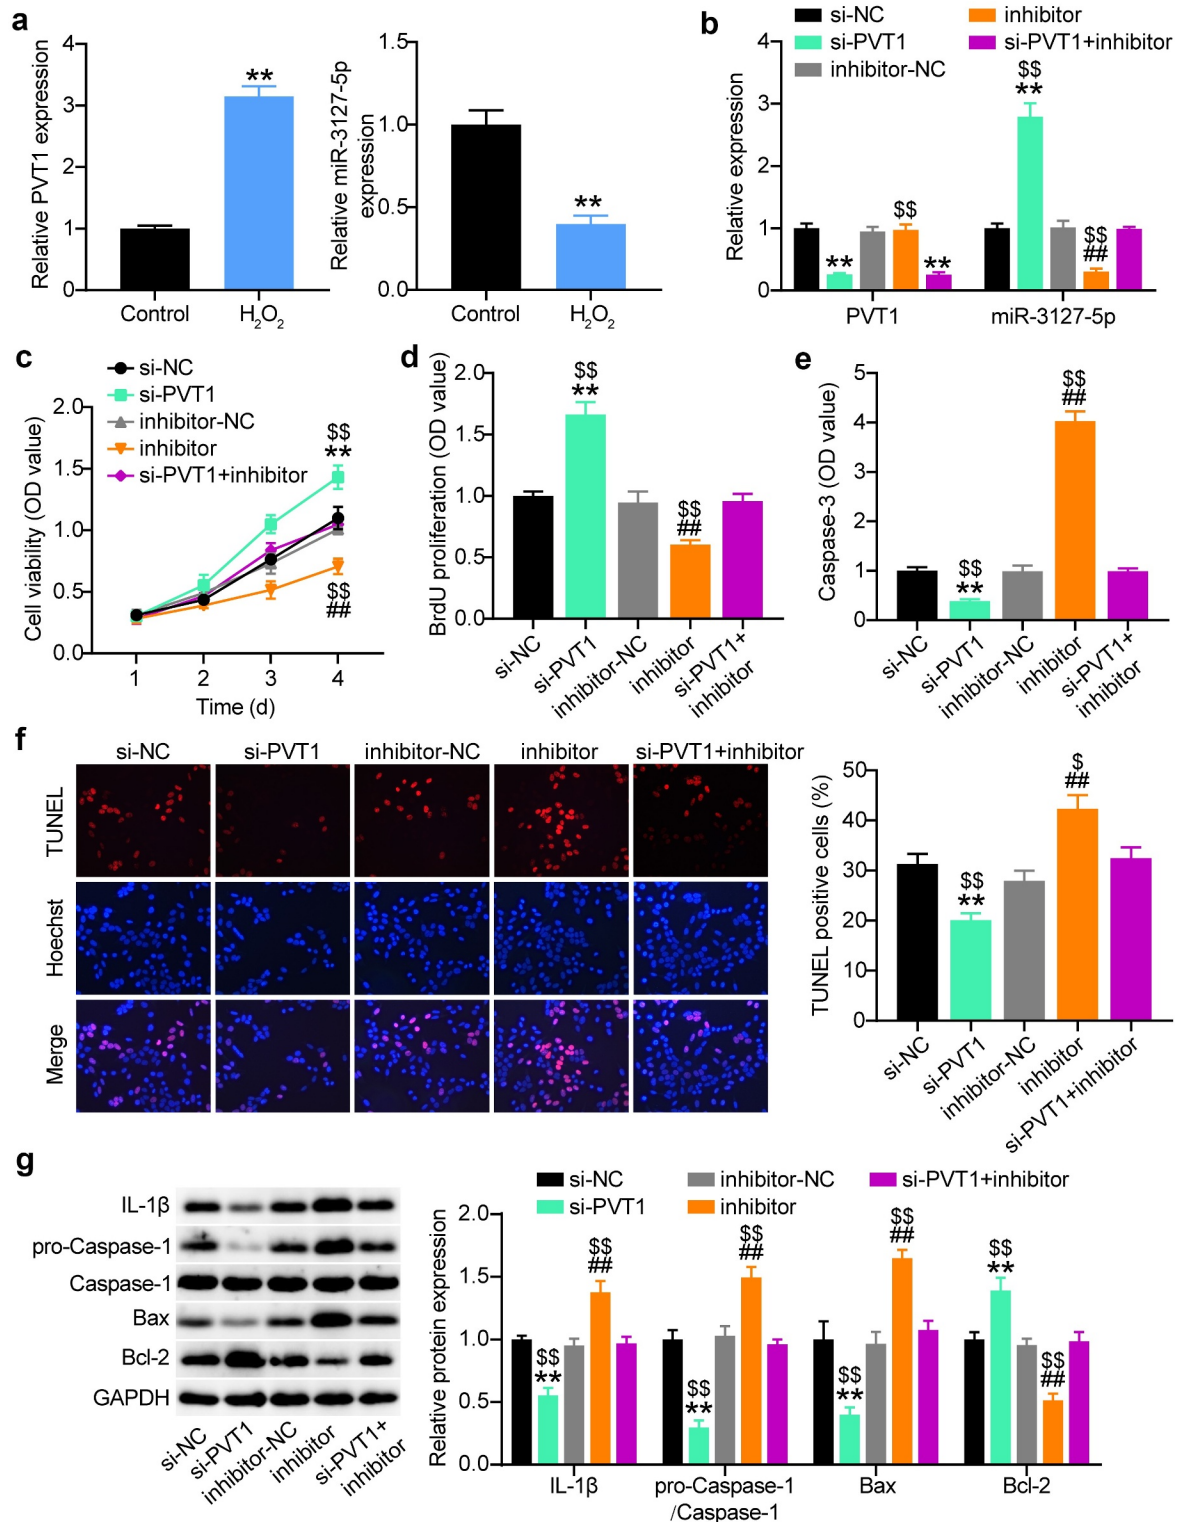 a
Relative PVT1 expression
4
3
2
1
0
**
Control
H₂O₂
Relative miR-3127-5p
expression
1.5
1.0
0.5
0.0
**
Control
H₂O₂
b
si-NC
si-PVT1
inhibitor-NC
inhibitor
si-PVT1+inhibitor
Relative expression
4
3
2
1
0
**
$$
**
$$
**
$$
##
PVT1
miR-3127-5p
c
si-NC
si-PVT1
inhibitor-NC
inhibitor
si-PVT1+inhibitor
Cell viability (OD value)
2.0
1.5
1.0
0.5
0.0
$$
**
$$
##
1 2 3 4
Time (d)
d
BrdU proliferation (OD value)
2.0
1.5
1.0
0.5
0.0
$$
**
$$
##
si-NC
si-PVT1
inhibitor-NC
inhibitor
si-PVT1+
inhibitor
e
Caspase-3 (OD value)
5
4
3
2
1
0
$$
**
$$
##
si-NC
si-PVT1
inhibitor-NC
inhibitor
si-PVT1+
inhibitor
f
si-NC si-PVT1 inhibitor-NC inhibitor si-PVT1+inhibitor
TUNEL
Hoechst
Merge
TUNEL positive cells (%)
50
40
30
20
10
0
$$
**
$
##
si-NC
si-PVT1
inhibitor-NC
inhibitor
si-PVT1+inhibitor
g
IL-1β
pro-Caspase-1
Caspase-1
Bax
Bcl-2
GAPDH
si-NC
si-PVT1
inhibitor-NC
inhibitor
si-PVT1+
inhibitor
si-NC
si-PVT1
inhibitor-NC
inhibitor
si-PVT1+inhibitor
Relative protein expression
2.0
1.5
1.0
0.5
0.0
$$
**
$$
##
$$
**
$$
##
$$
**
$$
##
$$
**
$$
##
IL-1β
pro-Caspase-1
/Caspase-1
Bax
Bcl-2